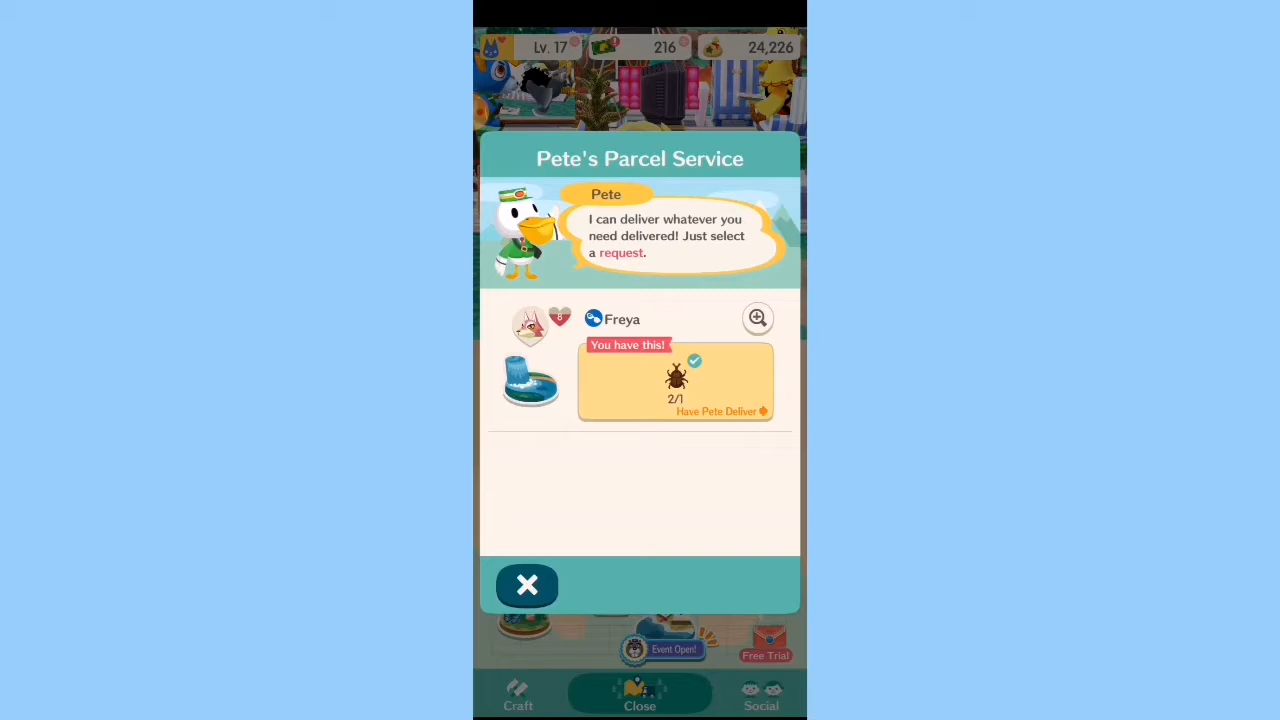 Lv. 17
216
24,226
Pete's Parcel Service
Pete
I can deliver whatever you
need delivered! Just select
a request.
8
Freya
You have this!
2/1
Have Pete Deliver
Event Open!
Free Trial
Craft
Close
Social